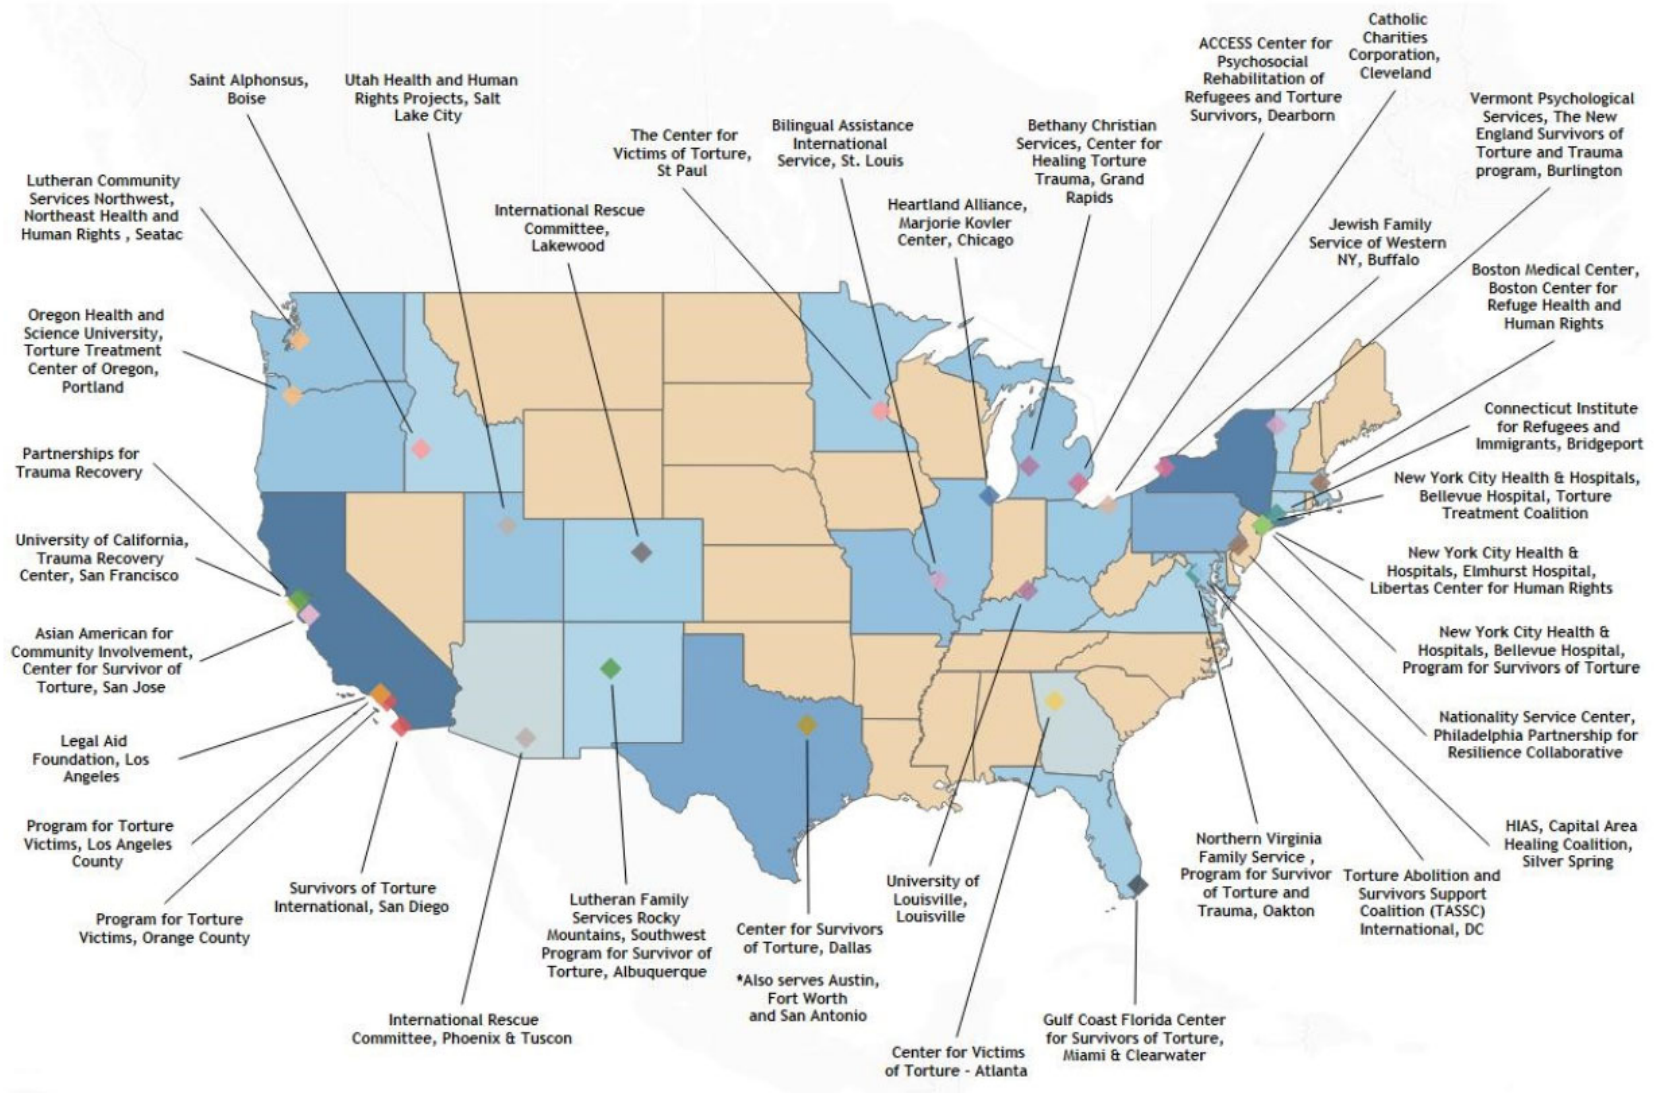 Catholic
Charities
Corporation,
Cleveland
ACCESS Center for
Psychosocial
Rehabilitation of
Refugees and Torture
Survivors, Dearborn
Saint Alphonsus,
Boise
Utah Health and Human
Rights Projects, Salt
Lake City
Vermont Psychological
Services, The New
England Survivors of
Torture and Trauma
program, Burlington
The Center for
Victims of Torture,
St Paul
Bilingual Assistance
International
Service, St. Louis
Bethany Christian
Services, Center for
Healing Torture
Trauma, Grand
Rapids
Lutheran Community
Services Northwest,
Northeast Health and
Human Rights , Seatac
International Rescue
Committee,
Lakewood
Heartland Alliance,
Marjorie Kovler
Center, Chicago
Jewish Family
Service of Western
NY, Buffalo
Boston Medical Center,
Boston Center for
Refuge Health and
Human Rights
Oregon Health and
Science University,
Torture Treatment
Center of Oregon,
Portland
Connecticut Institute
for Refugees and
Immigrants, Bridgeport
Partnerships for
Trauma Recovery
New York City Health & Hospitals,
Bellevue Hospital, Torture
Treatment Coalition
University of California,
Trauma Recovery
Center, San Francisco
New York City Health &
Hospitals, Elmhurst Hospital,
Libertas Center for Human Rights
Asian American for
Community Involvement,
Center for Survivor of
Torture, San Jose
New York City Health &
Hospitals, Bellevue Hospital,
Program for Survivors of Torture
Legal Aid
Foundation, Los
Angeles
Nationality Service Center,
Philadelphia Partnership for
Resilience Collaborative
Program for Torture
Victims, Los Angeles
County
HIAS, Capital Area
Healing Coalition,
Silver Spring
Northern Virginia
Family Service ,
Program for Survivor
of Torture and
Trauma, Oakton
Torture Abolition and
Survivors Support
Coalition (TASSC)
International, DC
Survivors of Torture
International, San Diego
University of
Louisville,
Louisville
Program for Torture
Victims, Orange County
Lutheran Family
Services Rocky
Mountains, Southwest
Program for Survivor of
Torture, Albuquerque
Center for Survivors
of Torture, Dallas
*Also serves Austin,
Fort Worth
and San Antonio
International Rescue
Committee, Phoenix & Tuscon
Center for Victims
of Torture - Atlanta
Gulf Coast Florida Center
for Survivors of Torture,
Miami & Clearwater